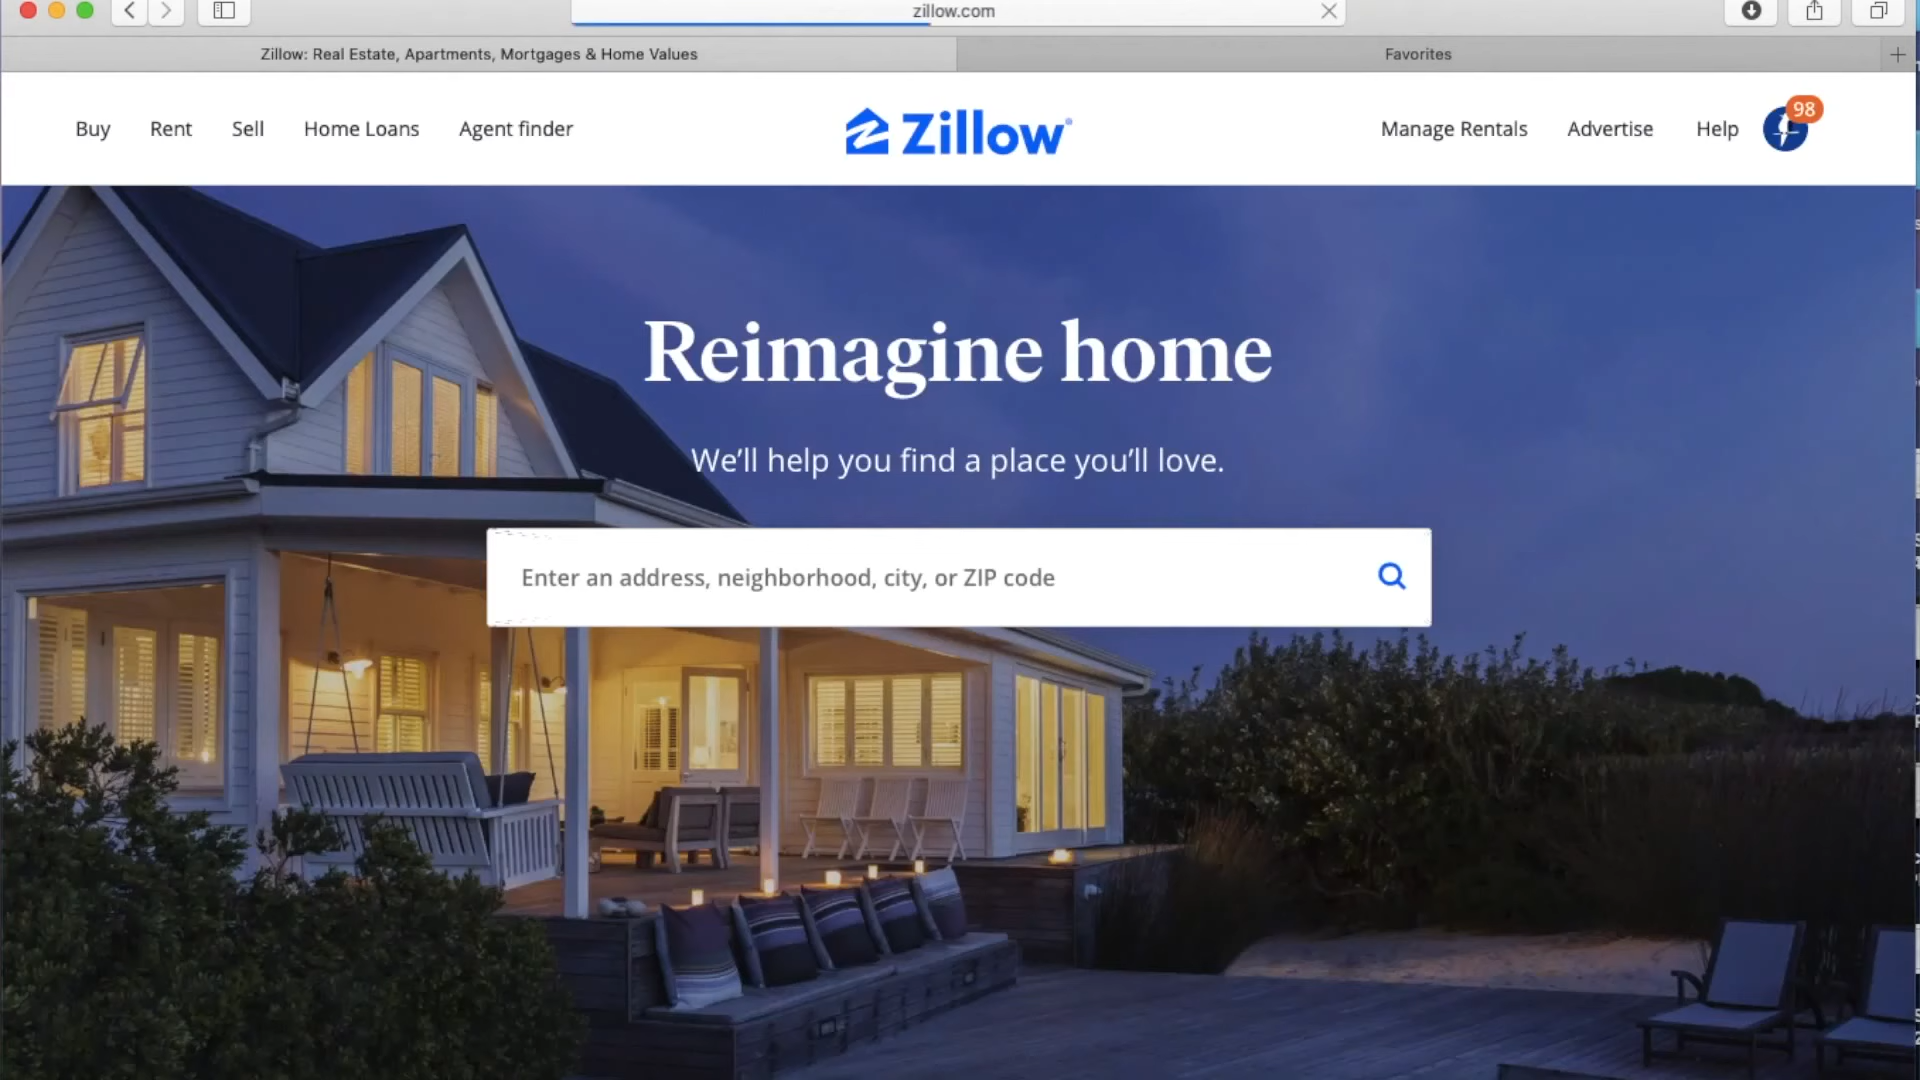 zillow.com
Zillow: Real Estate, Apartments, Mortgages & Home Values
Favorites
Buy Rent Sell Home Loans Agent finder
Zillow
Manage Rentals Advertise Help 98
Reimagine home
We'll help you find a place you'll love.
Enter an address, neighborhood, city, or ZIP code